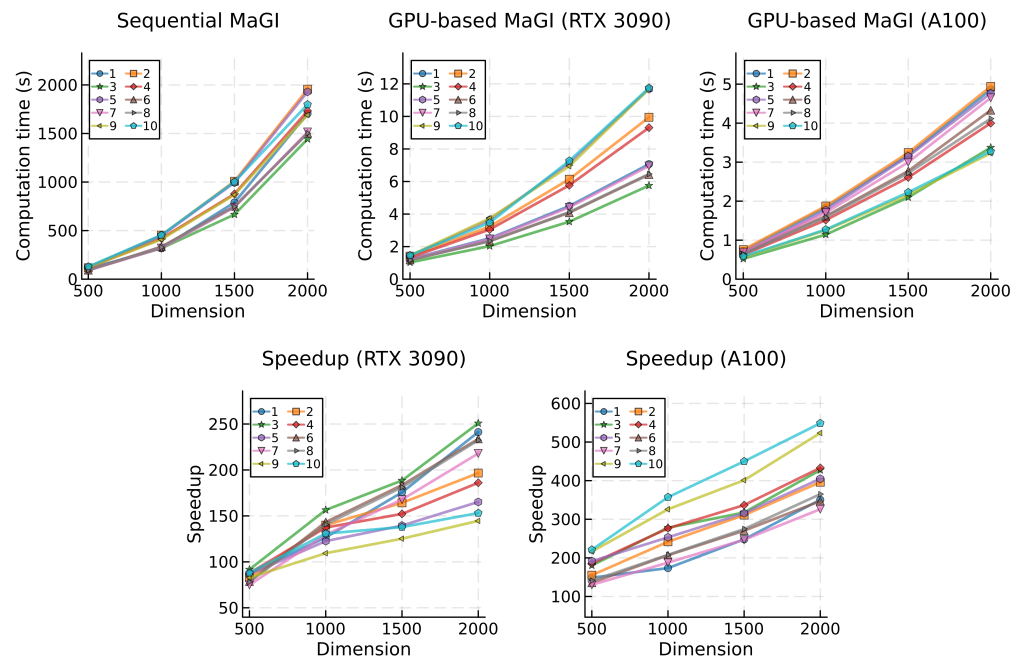 Sequential MaGI
GPU-based MaGI (RTX 3090)
GPU-based MaGI (A100)
Computation time (s)
2000
1500
1000
500
0
1 2
3 4
5 6
7 8
9 10
500 1000 1500 2000
Dimension
Computation time (s)
12
10
8
6
4
2
0
1 2
3 4
5 6
7 8
9 10
500 1000 1500 2000
Dimension
Computation time (s)
5
4
3
2
1
0
1 2
3 4
5 6
7 8
9 10
500 1000 1500 2000
Dimension
Speedup (RTX 3090)
Speedup
250
200
150
100
50
1 2
3 4
5 6
7 8
9 10
500 1000 1500 2000
Dimension
Speedup (A100)
Speedup
600
500
400
300
200
100
1 2
3 4
5 6
7 8
9 10
500 1000 1500 2000
Dimension